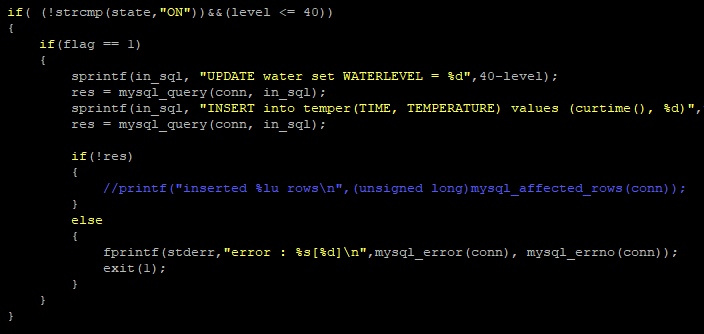 if( (!strcmp(state,"ON"))&&(level <= 40))
{
    if(flag == 1)
    {
        sprintf(in_sql, "UPDATE water set WATERLEVEL = %d",40-level);
        res = mysql_query(conn, in_sql);
        sprintf(in_sql, "INSERT into temper(TIME, TEMPERATURE) values (curtime(), %d)",
        res = mysql_query(conn, in_sql);

        if(!res)
        {
            //printf("inserted %lu rows\n",(unsigned long)mysql_affected_rows(conn));
        }
        else
        {
            fprintf(stderr,"error : %s[%d]\n",mysql_error(conn), mysql_errno(conn));
            exit(1);
        }
    }
}